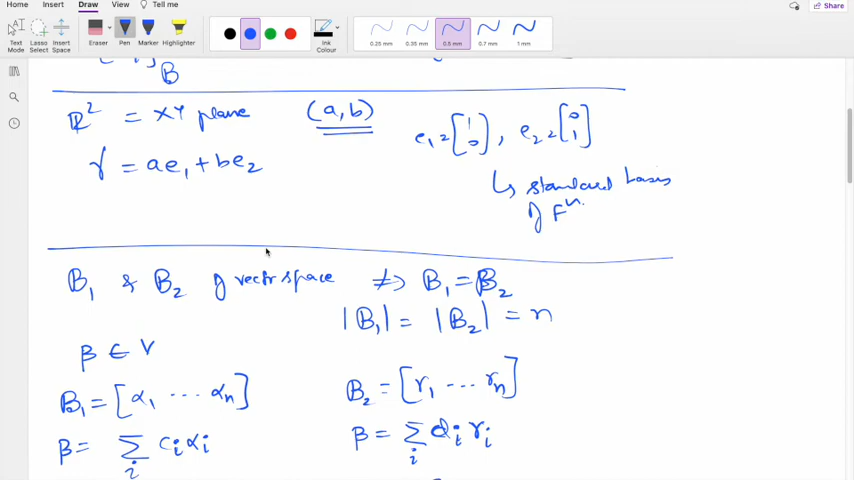 Home Insert Draw View Tell me
Share
Text Mode
Lasso Select
Insert Space
Eraser
Pen
Marker
Highlighter
Ink Colour
0.25 mm 0.35 mm 0.5 mm 0.7 mm 1 mm
B
ℝ² = XY plane (a, b) e₁ = [1 0], e₂ = [0 1]
γ = ae₁ + be₂
↳ standard basis
of Fⁿ.
B₁ & B₂ of vectr space ≠> B₁ = B₂
|B₁| = |B₂| = n
β ∈ V
B₁ = [α₁ ... αₙ] B₂ = [γ₁ ... γₙ]
β = Σ cᵢαᵢ β = Σ dᵢγᵢ
i i